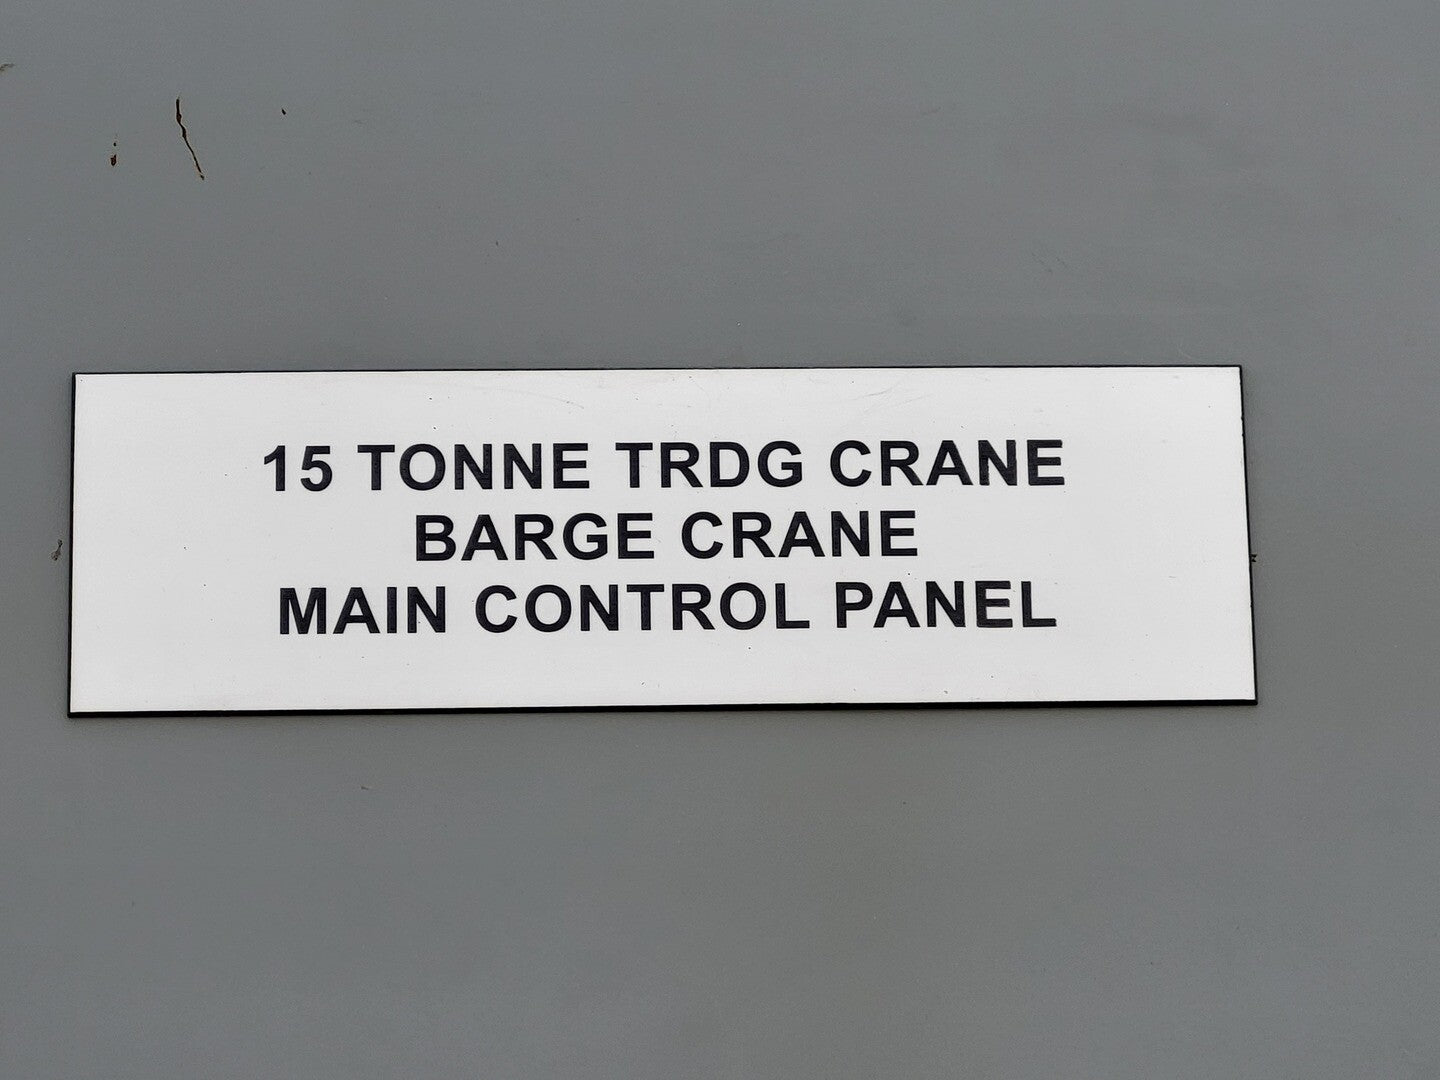 15 TONNE TRDG CRANE
BARGE CRANE
MAIN CONTROL PANEL